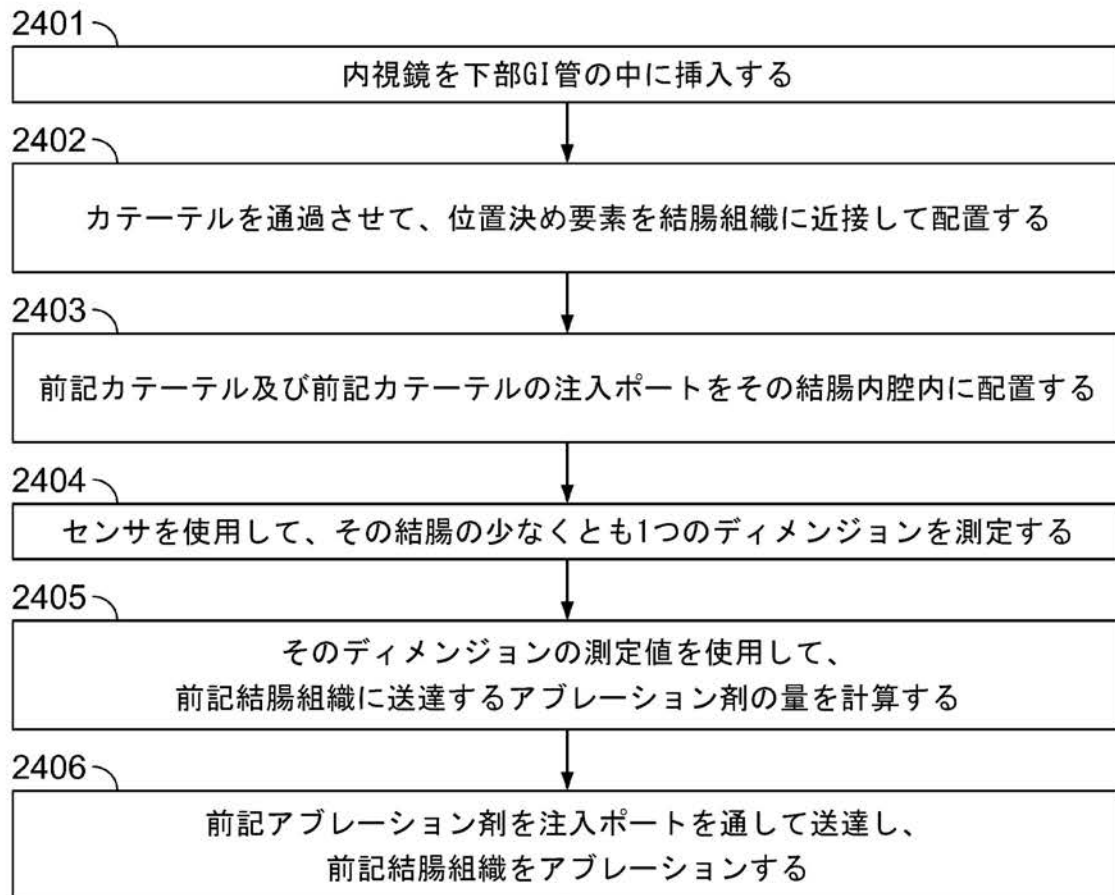 2401
内視鏡を下部GI管の中に挿入する
2402
カテーテルを通過させて、位置決め要素を結腸組織に近接して配置する
2403
前記カテーテル及び前記カテーテルの注入ポートをその結腸内腔内に配置する
2404
センサを使用して、その結腸の少なくとも1つのディメンジョンを測定する
2405
そのディメンジョンの測定値を使用して、
前記結腸組織に送達するアブレーション剤の量を計算する
2406
前記アブレーション剤を注入ポートを通して送達し、
前記結腸組織をアブレーションする